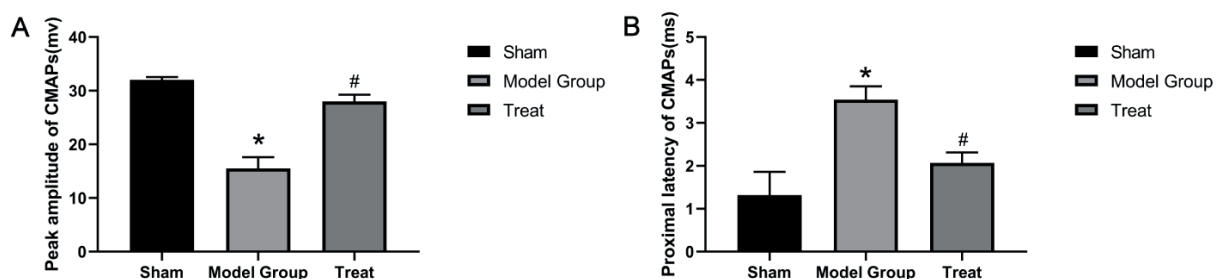 A
Peak amplitude of CMAPs(mv)
40
30
20
10
0
*
#
Sham
Model Group
Treat
Sham
Model Group
Treat
B
Proximal latency of CMAPs(ms)
5
4
3
2
1
0
*
#
Sham
Model Group
Treat
Sham
Model Group
Treat